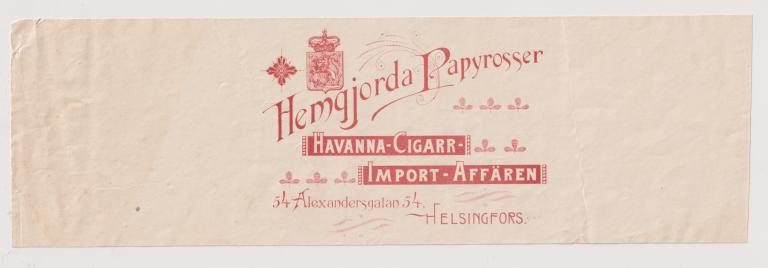 Hemgjorda Papyrosser
HAVANNA-CIGARR-
IMPORT-AFFÄREN
54 Alexandersgatan 54.
HELSINGFORS.